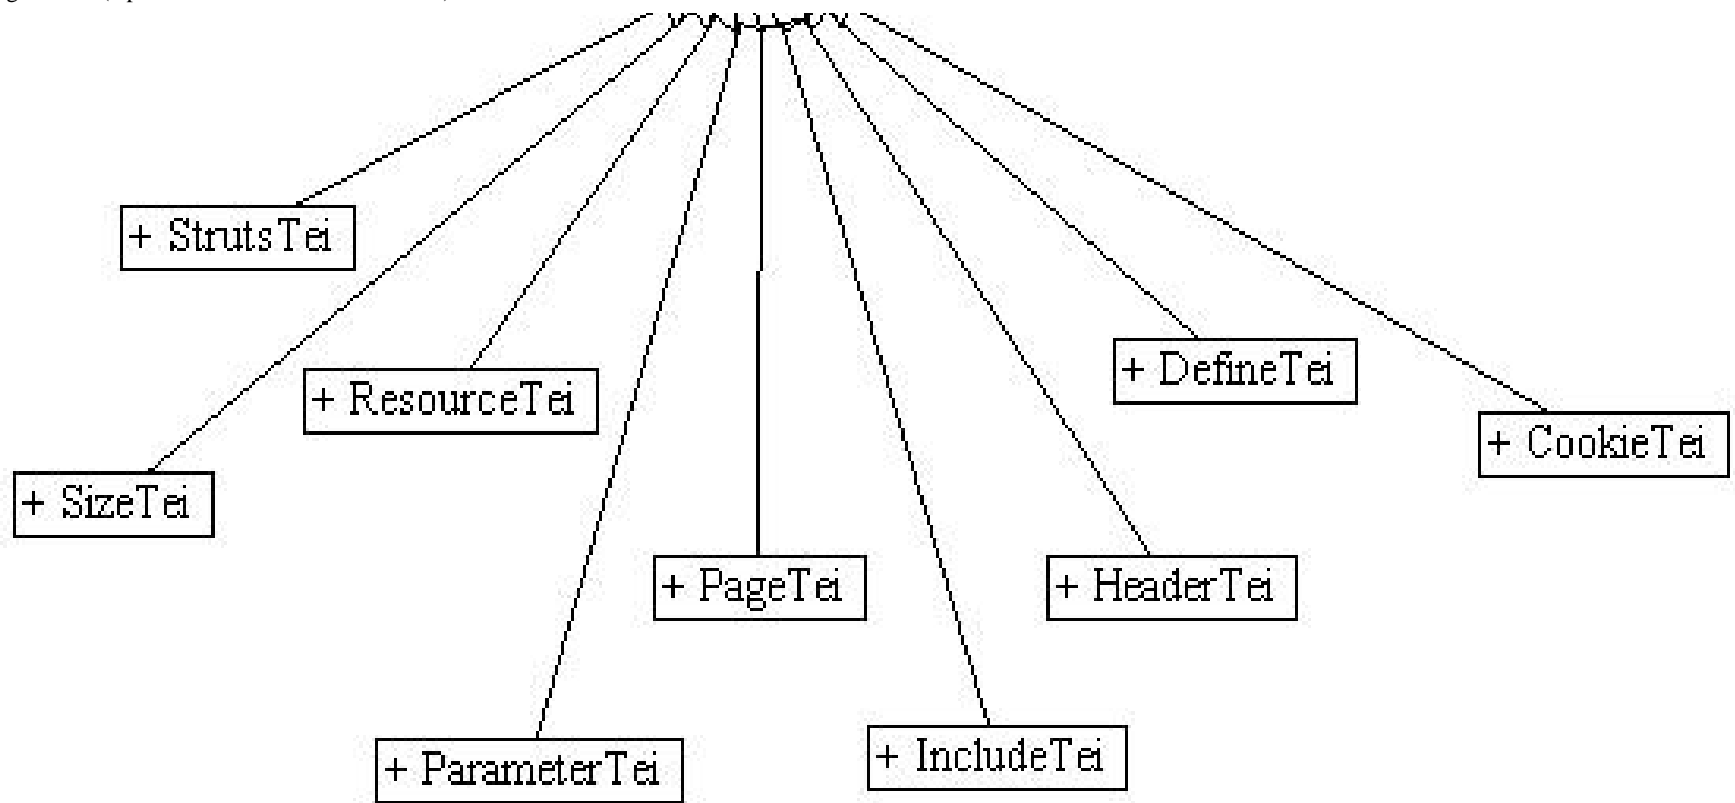 + StrutsTei
+ DefineTei
+ ResourceTei
+ CookieTei
+ SizeTei
+ PageTei
+ HeaderTei
+ IncludeTei
+ ParameterTei